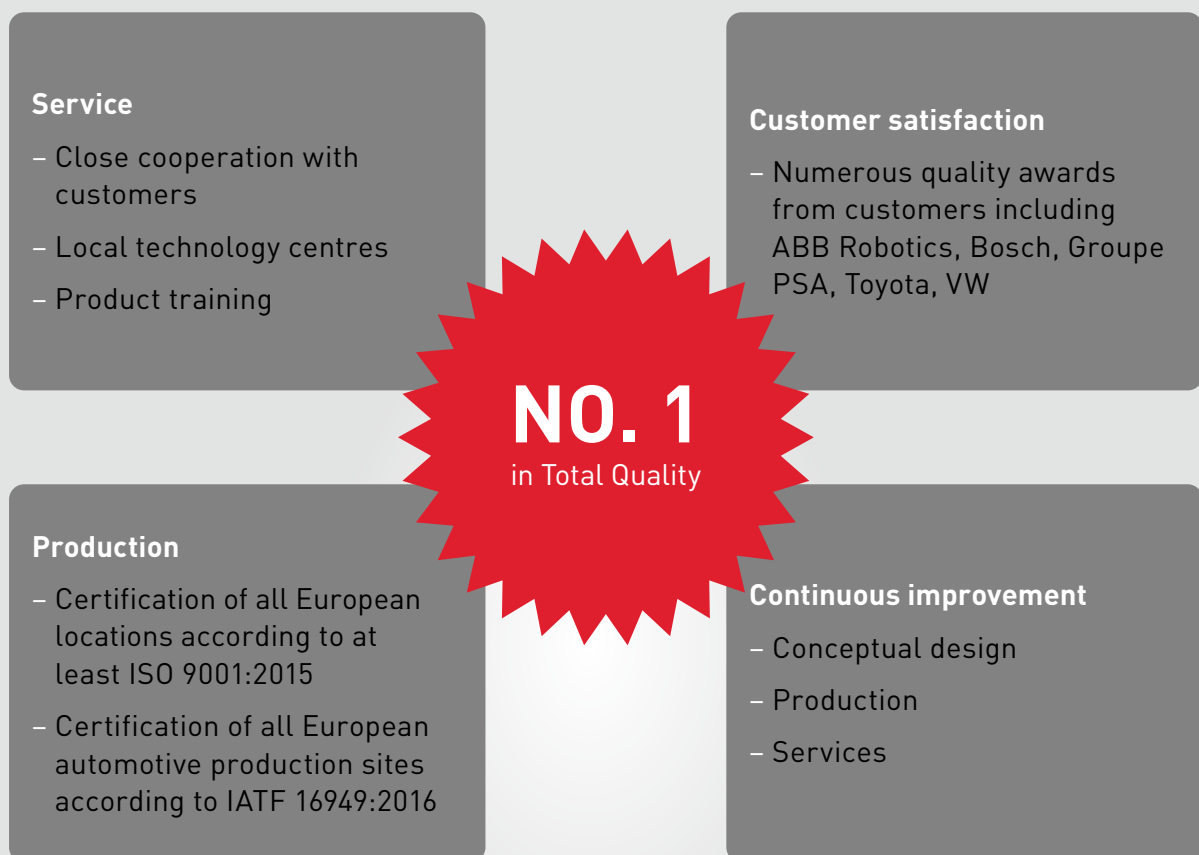 Service
– Close cooperation with
customers
– Local technology centres
– Product training
Customer satisfaction
– Numerous quality awards
from customers including
ABB Robotics, Bosch, Groupe
PSA, Toyota, VW
NO. 1
in Total Quality
Production
– Certification of all European
locations according to at
least ISO 9001:2015
– Certification of all European
automotive production sites
according to IATF 16949:2016
Continuous improvement
– Conceptual design
– Production
– Services